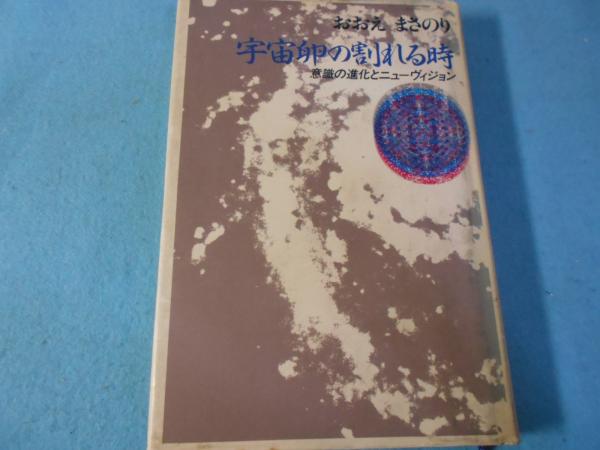 おおえ まさのり
宇宙卵の割れる時
意識の進化とニューヴィジョン